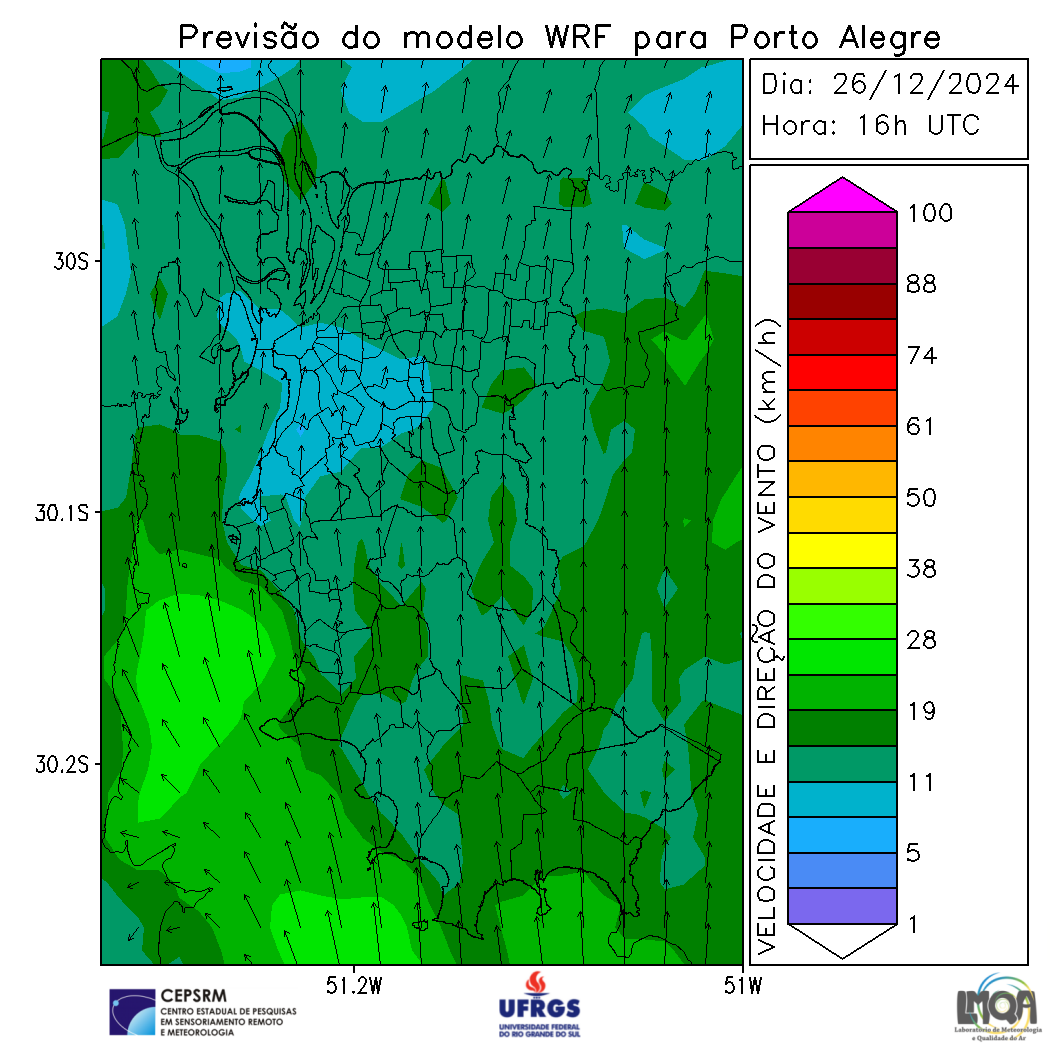 Previsão do modelo WRF para Porto Alegre
Dia: 26/12/2024
Hora: 16h UTC
30S
30.1S
30.2S
51.2W
51W
VELOCIDADE E DIREÇÃO DO VENTO (km/h)
100
88
74
61
50
38
28
19
11
5
1
CEPSRM
CENTRO ESTADUAL DE PESQUISAS
EM SENSORIAMENTO REMOTO
E METEOROLOGIA
UFRGS
UNIVERSIDADE FEDERAL
DO RIO GRANDE DO SUL
LMQA
Laboratório de Meteorologia
e Qualidade do Ar